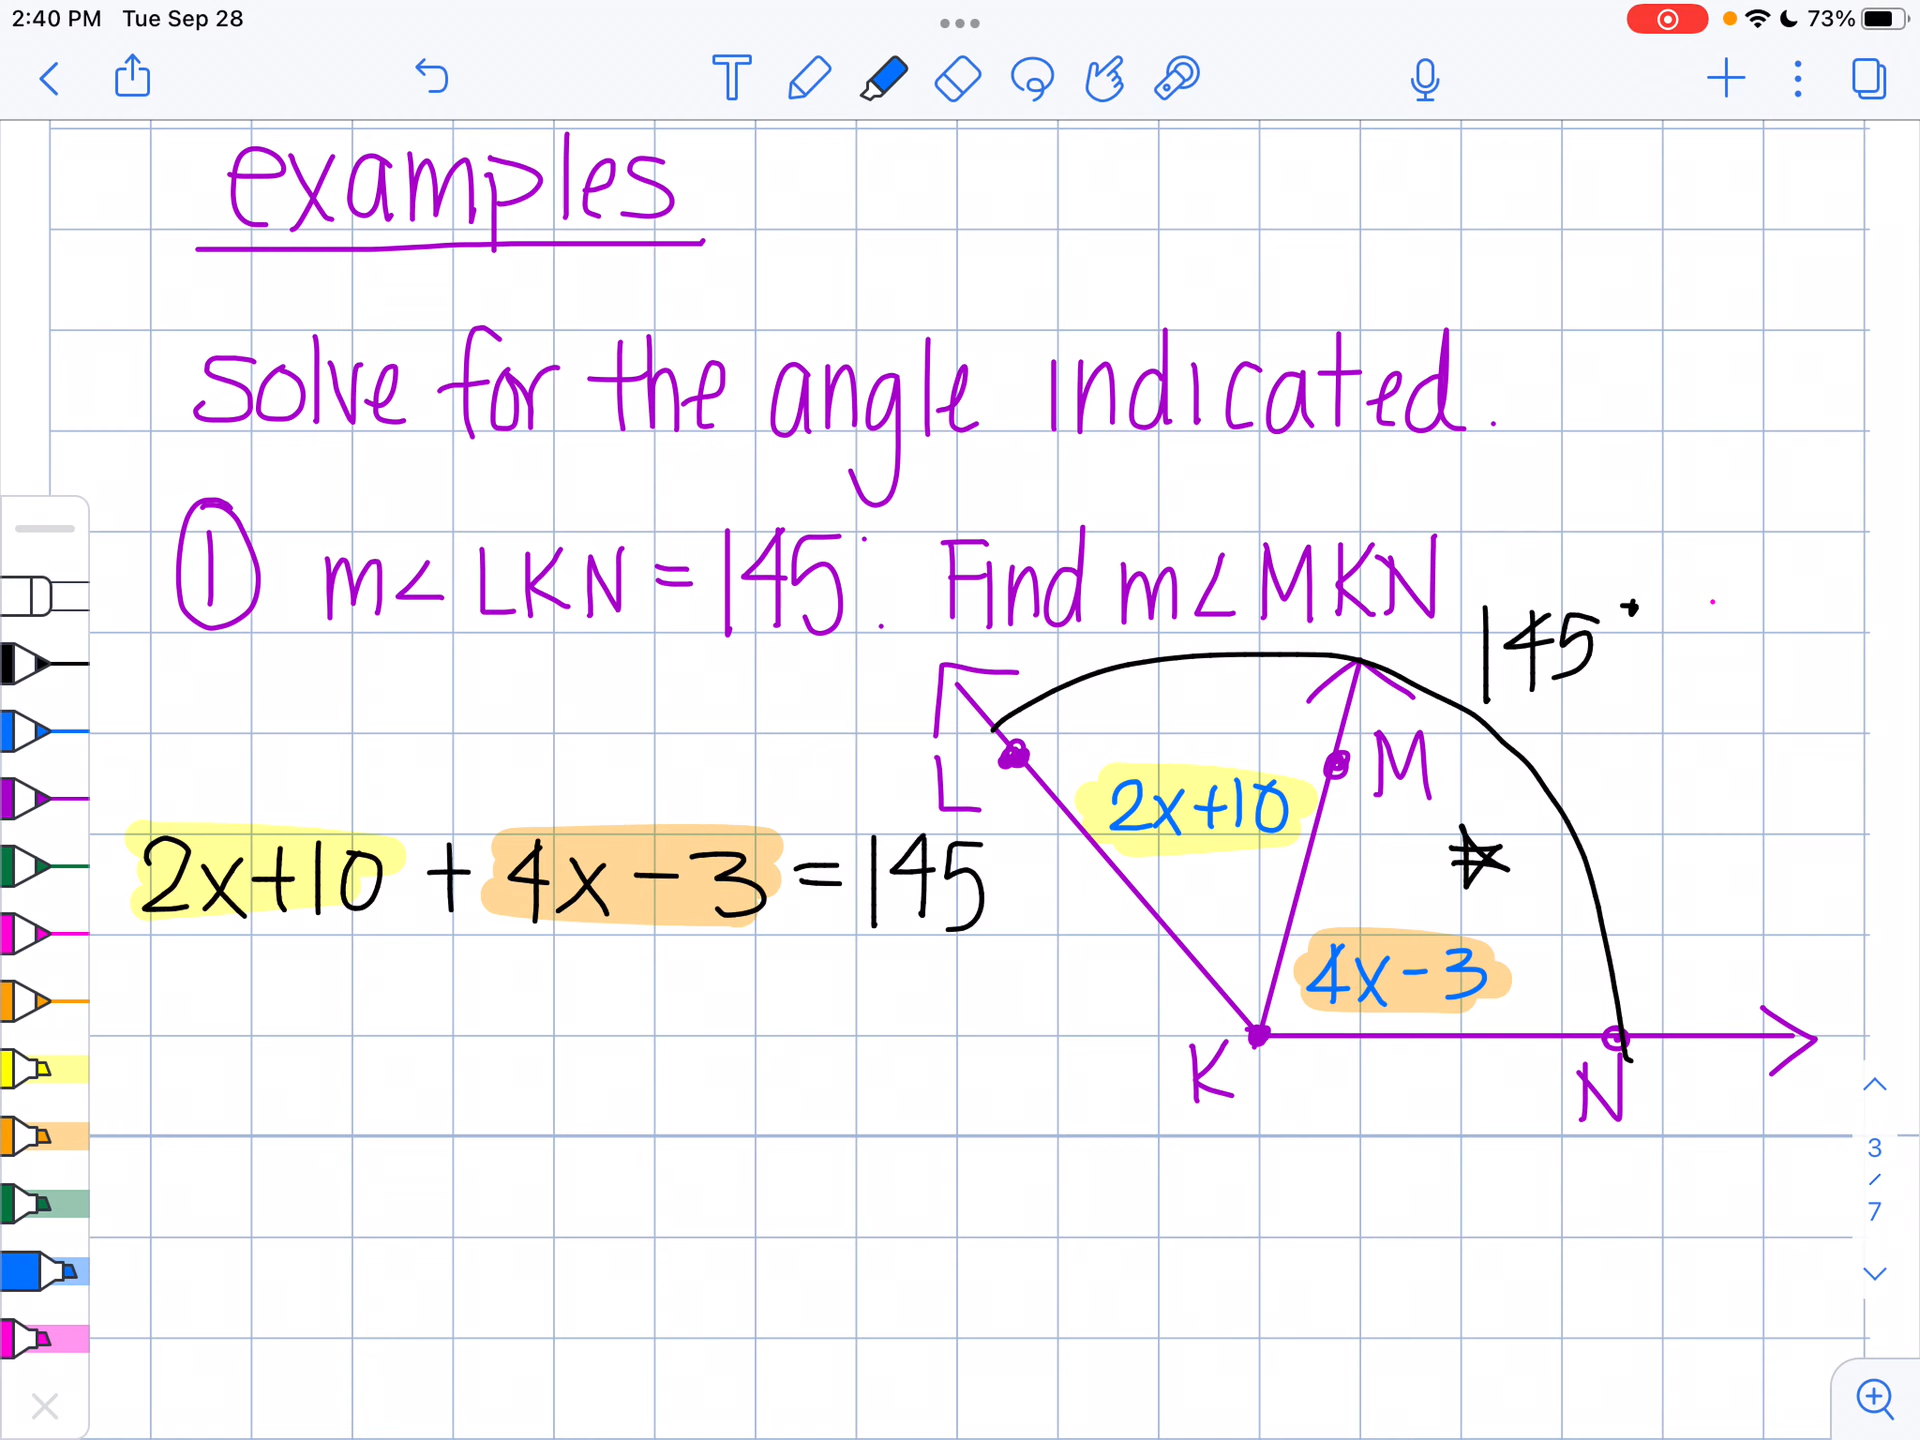 2:40 PM Tue Sep 28
73%
T
examples
solve for the angle indicated.
1 m∠LKN = 145°. Find m∠MKN
145°
L
M
2x+10
2x+10 + 4x-3 = 145
4x-3
K
N
3
/
7